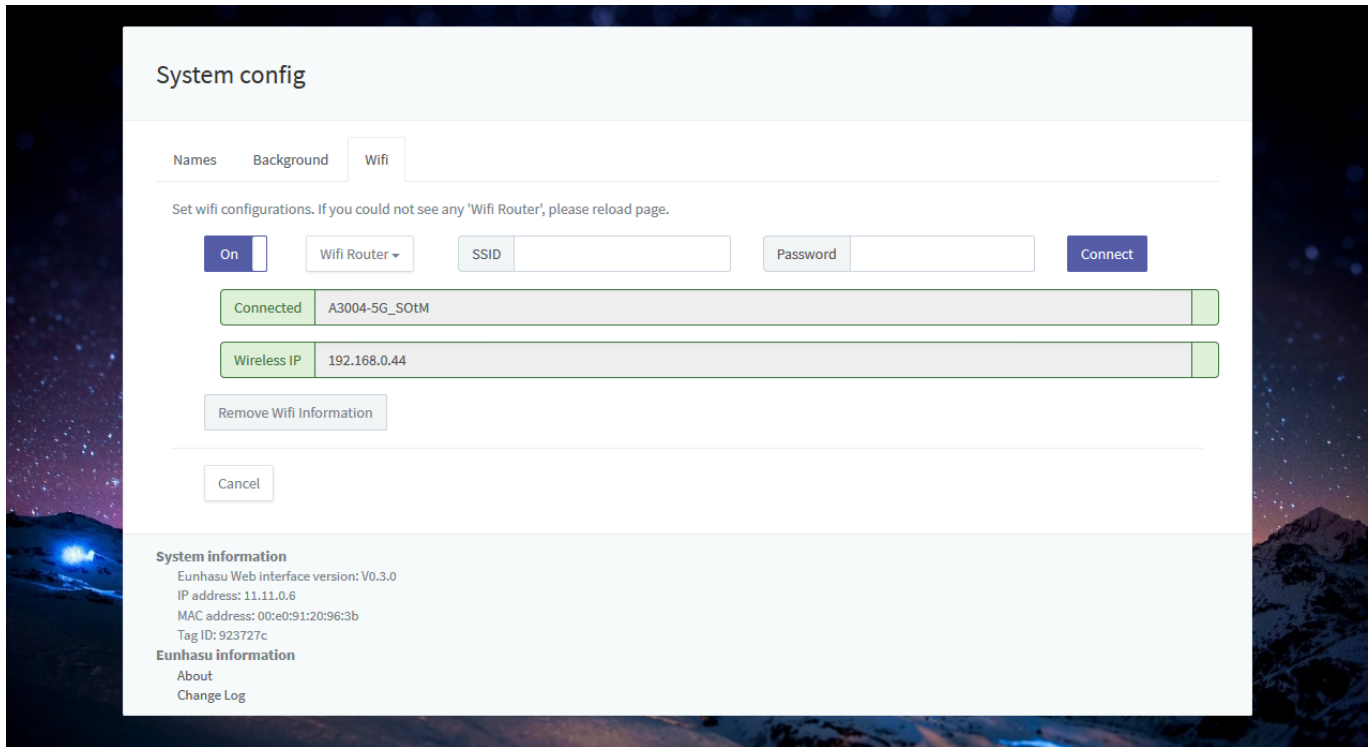 System config
Names Background Wifi
Set wifi configurations. If you could not see any 'Wifi Router', please reload page.
On Wifi Router SSID Password Connect
Connected A3004-5G_SOtM
Wireless IP 192.168.0.44
Remove Wifi Information
Cancel
System information
Eunhasu Web interface version: V0.3.0
IP address: 11.11.0.6
MAC address: 00:e0:91:20:96:3b
Tag ID: 923727c
Eunhasu information
About
Change Log